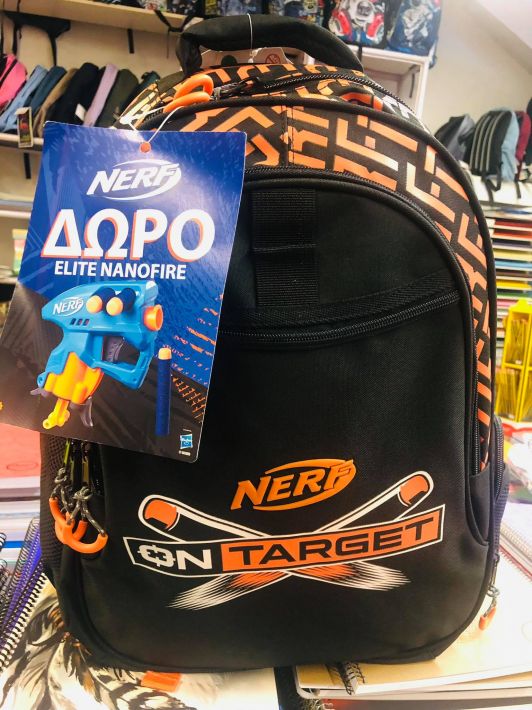 NERF
ΔΩΡΟ
ELITE NANOFIRE
NERF
NERF
ON TARGET